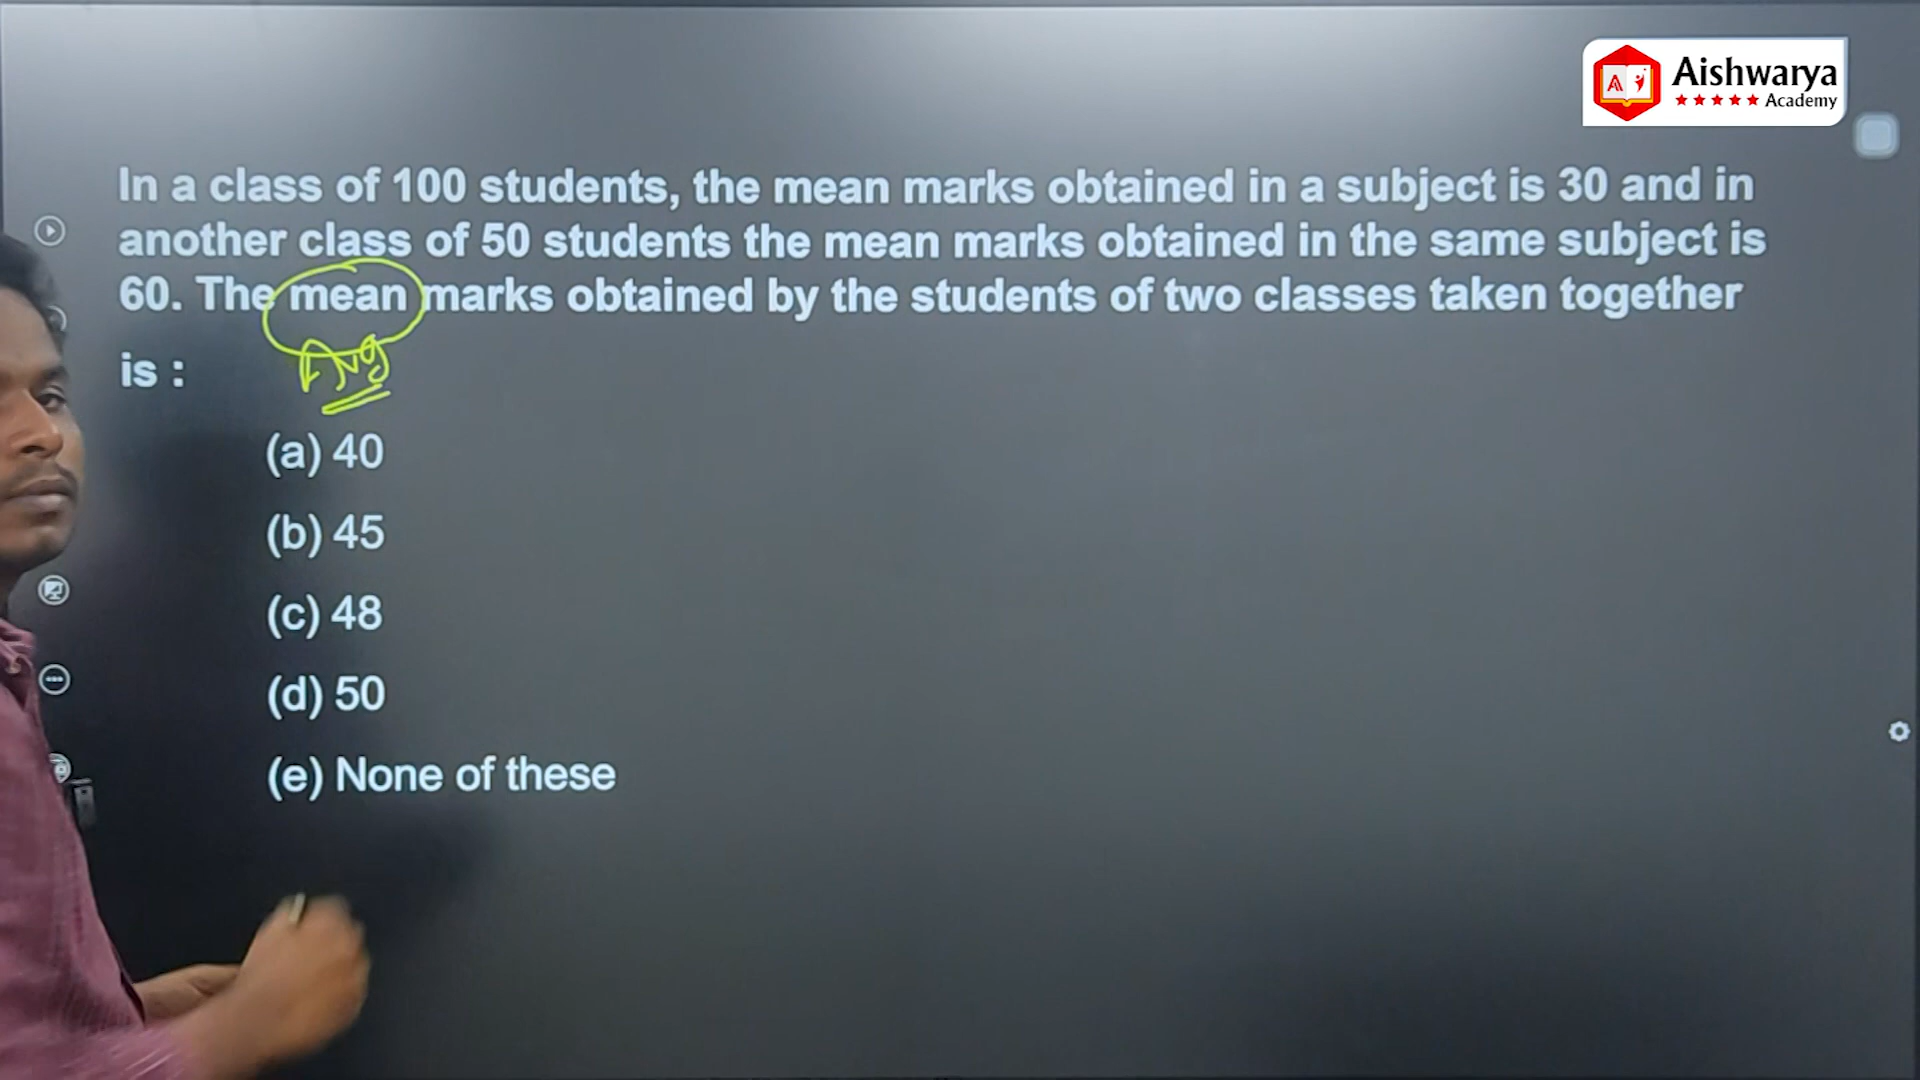 Aishwarya
Academy
In a class of 100 students, the mean marks obtained in a subject is 30 and in
another class of 50 students the mean marks obtained in the same subject is
60. The mean marks obtained by the students of two classes taken together
is :
Avg
(a) 40
(b) 45
(c) 48
(d) 50
(e) None of these